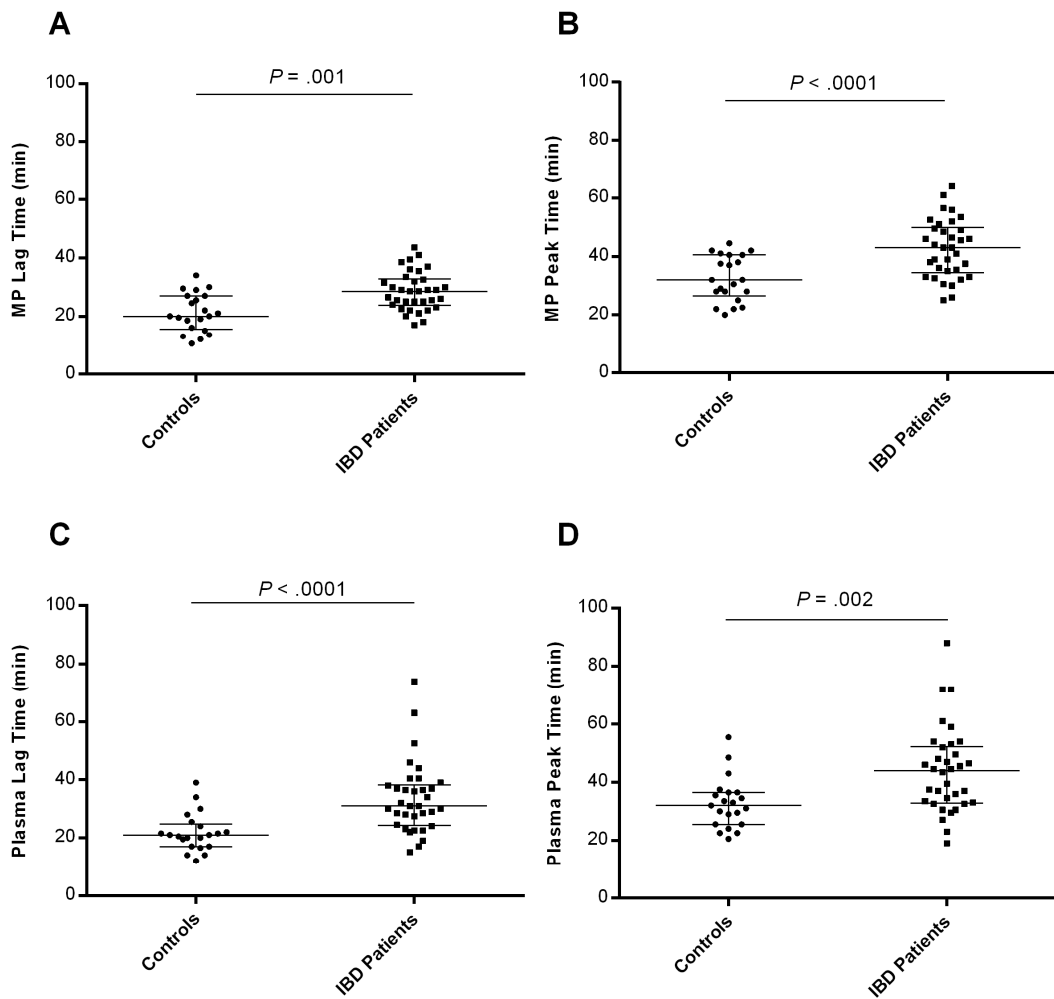 A
P = .001
MP Lag Time (min)
100
80
60
40
20
0
Controls
IBD Patients
B
P < .0001
MP Peak Time (min)
100
80
60
40
20
0
Controls
IBD Patients
C
P < .0001
Plasma Lag Time (min)
100
80
60
40
20
0
Controls
IBD Patients
D
P = .002
Plasma Peak Time (min)
100
80
60
40
20
0
Controls
IBD Patients